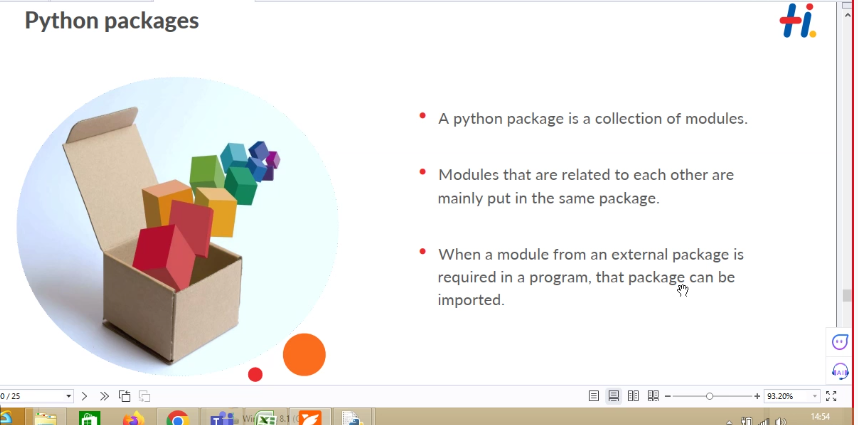 Python packages
Hi.
• A python package is a collection of modules.
• Modules that are related to each other are
mainly put in the same package.
• When a module from an external package is
required in a program, that package can be
imported.
0 / 25
93.20%
8.1
14:54